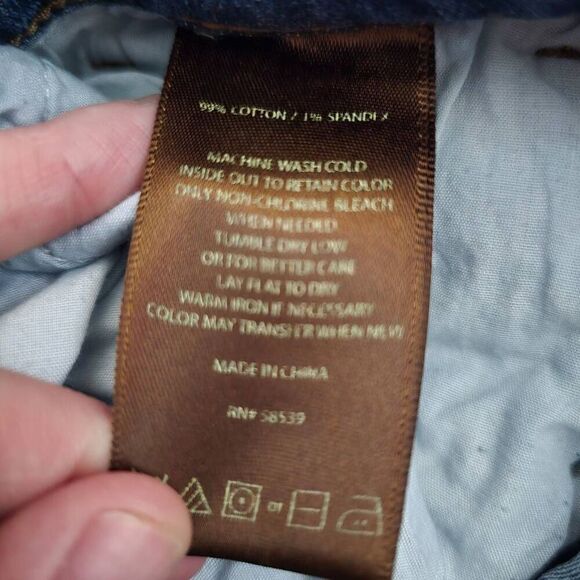 99% COTTON / 1% SPANDEX
MACHINE WASH COLD
INSIDE OUT TO RETAIN COLOR
ONLY NON-CHLORINE BLEACH
WHEN NEEDED
TUMBLE DRY LOW
OR FOR BETTER CARE
LAY FLAT TO DRY
WARM IRON IF NECESSARY
COLOR MAY TRANSFER WHEN NEW
MADE IN CHINA
RN# 58539
or